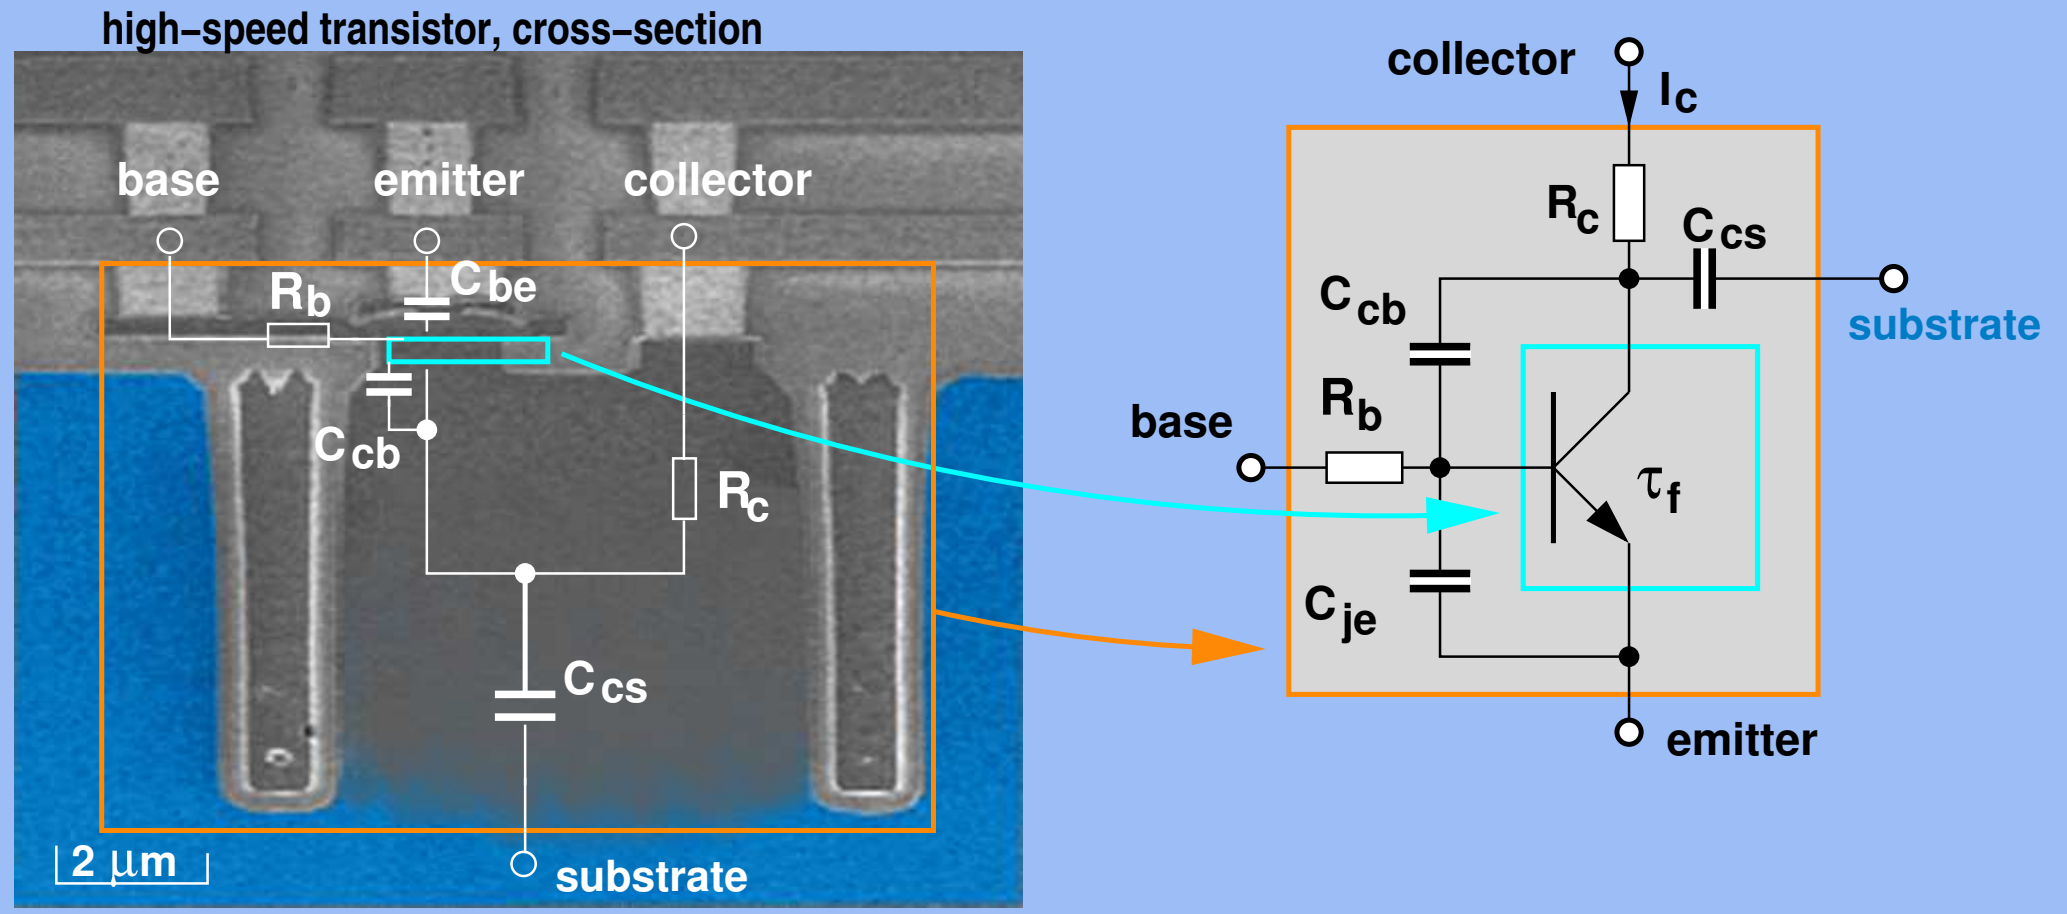 high–speed transistor, cross–section
base
emitter
collector
Rb
Cbe
Ccb
Rc
Ccs
2 μm
substrate
collector
Ic
Rc
Ccs
Ccb
substrate
Rb
base
τf
Cje
emitter